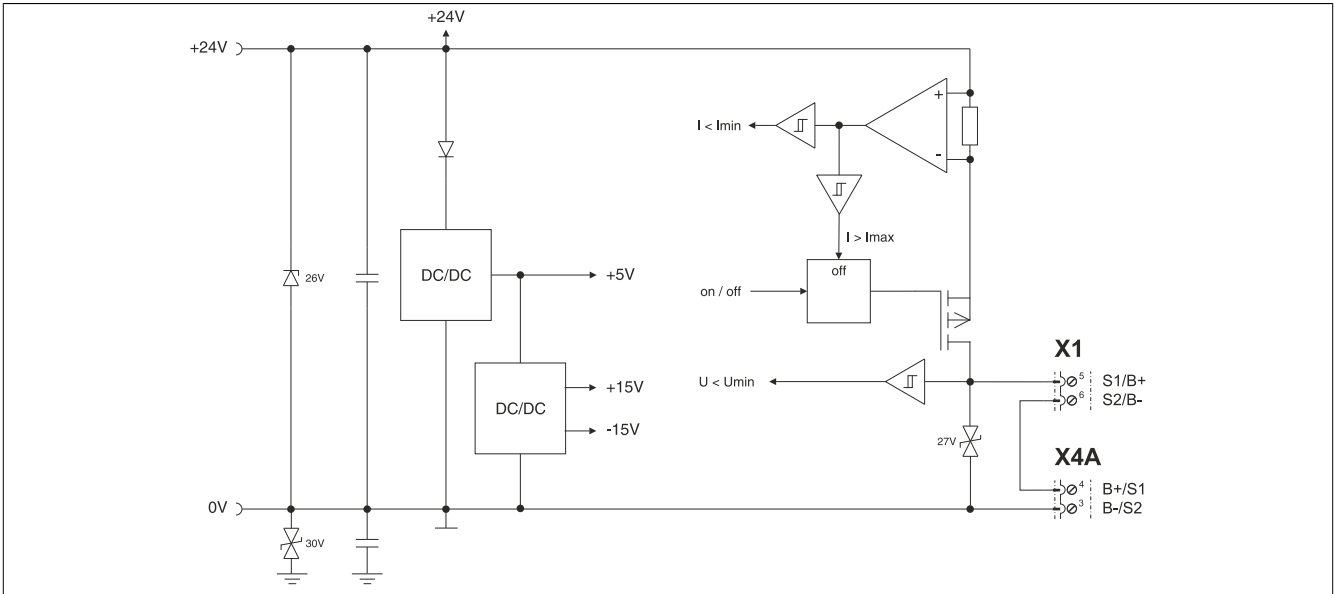 +24V
+24V
+
-
I < Imin
I > Imax
off
on / off
26V
DC/DC
+5V
DC/DC
+15V
-15V
U < Umin
27V
X1
5 S1/B+
6 S2/B-
X4A
4 B+/S1
3 B-/S2
0V
30V